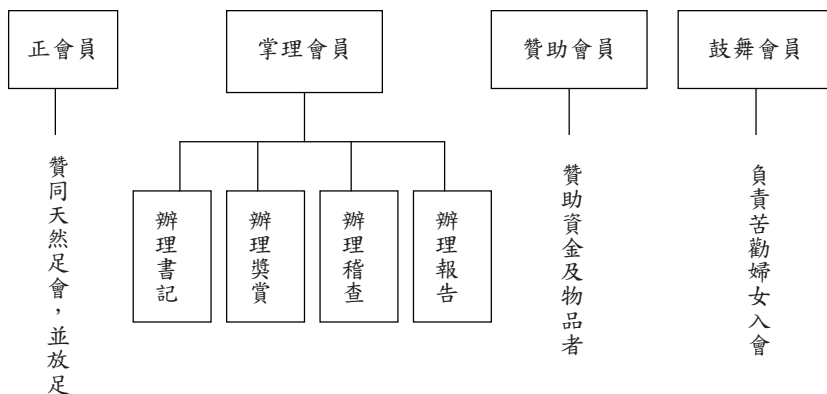 正會員
掌理會員
贊助會員
鼓舞會員
贊同天然足會，並放足
辦理書記
辦理獎賞
辦理稽查
辦理報告
贊助資金及物品者
負責苦勸婦女入會